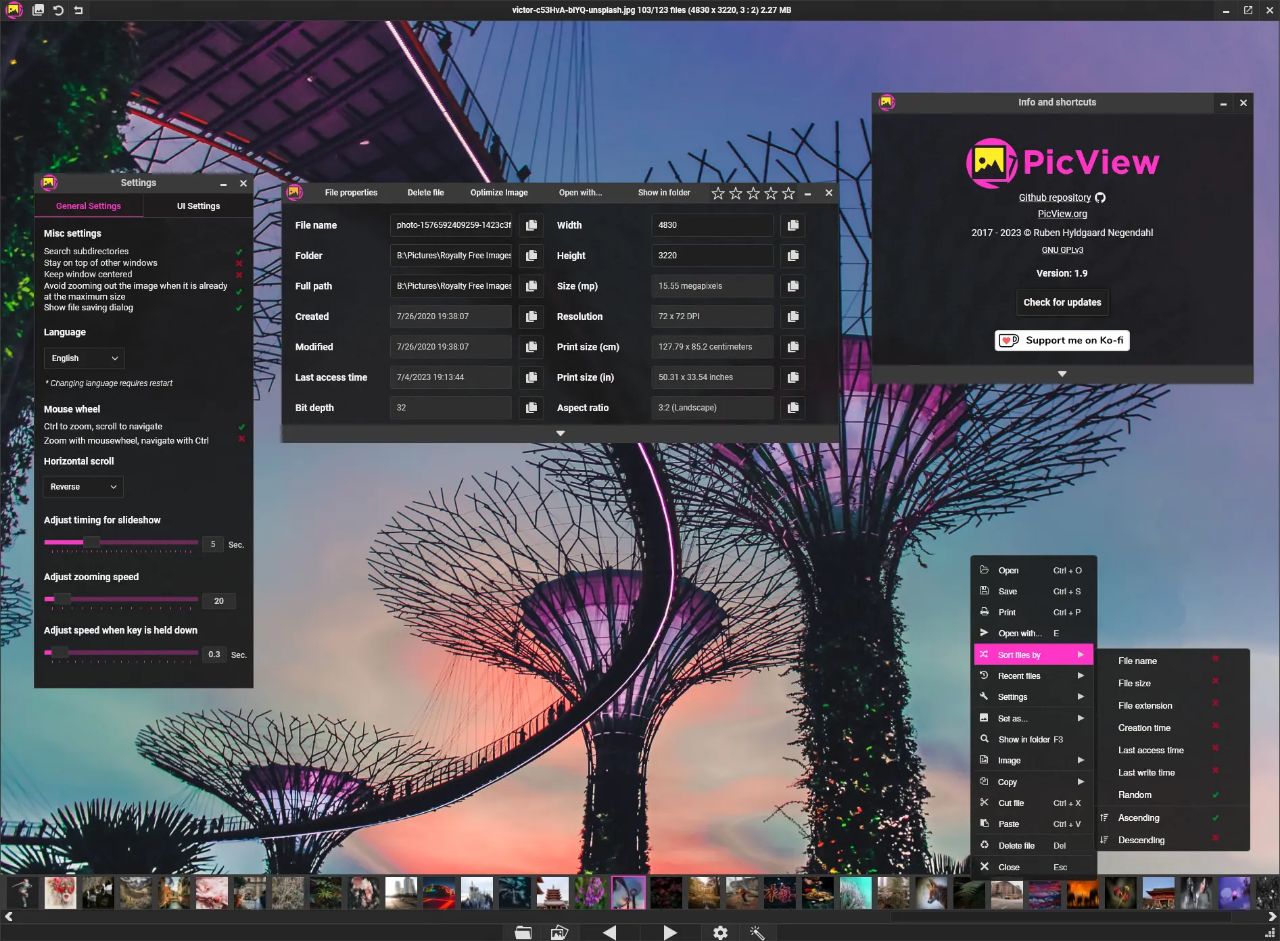 victor-c53HvA-blYQ-unsplash.jpg 103/123 files (4830 x 3220, 3 : 2) 2.27 MB
Settings
General Settings
UI Settings
Misc settings
Search subdirectories
Stay on top of other windows
Keep window centered
Avoid zooming out the image when it is already
at the maximum size
Show file saving dialog
Language
English
* Changing language requires restart
Mouse wheel
Ctrl to zoom, scroll to navigate
Zoom with mousewheel, navigate with Ctrl
Horizontal scroll
Reverse
Adjust timing for slideshow
5 Sec.
Adjust zooming speed
20
Adjust speed when key is held down
0.3 Sec.
File properties Delete file Optimize Image Open with... Show in folder
File name photo-1576592409259-1423c3f Width 4830
Folder B:\Pictures\Royalty Free Images Height 3220
Full path B:\Pictures\Royalty Free Images Size (mp) 15.55 megapixels
Created 7/26/2020 19:38:07 Resolution 72 x 72 DPI
Modified 7/26/2020 19:38:07 Print size (cm) 127.79 x 85.2 centimeters
Last access time 7/4/2023 19:13:44 Print size (in) 50.31 x 33.54 inches
Bit depth 32 Aspect ratio 3:2 (Landscape)
Info and shortcuts
PicView
Github repository
PicView.org
2017 - 2023 © Ruben Hyldgaard Negendahl
GNU GPLv3
Version: 1.9
Check for updates
Support me on Ko-fi
Open Ctrl + O
Save Ctrl + S
Print Ctrl + P
Open with... E
Sort files by
Recent files
Settings
Set as...
Show in folder F3
Image
Copy
Cut file Ctrl + X
Paste Ctrl + V
Delete file Del
Close Esc
File name
File size
File extension
Creation time
Last access time
Last write time
Random
Ascending
Descending